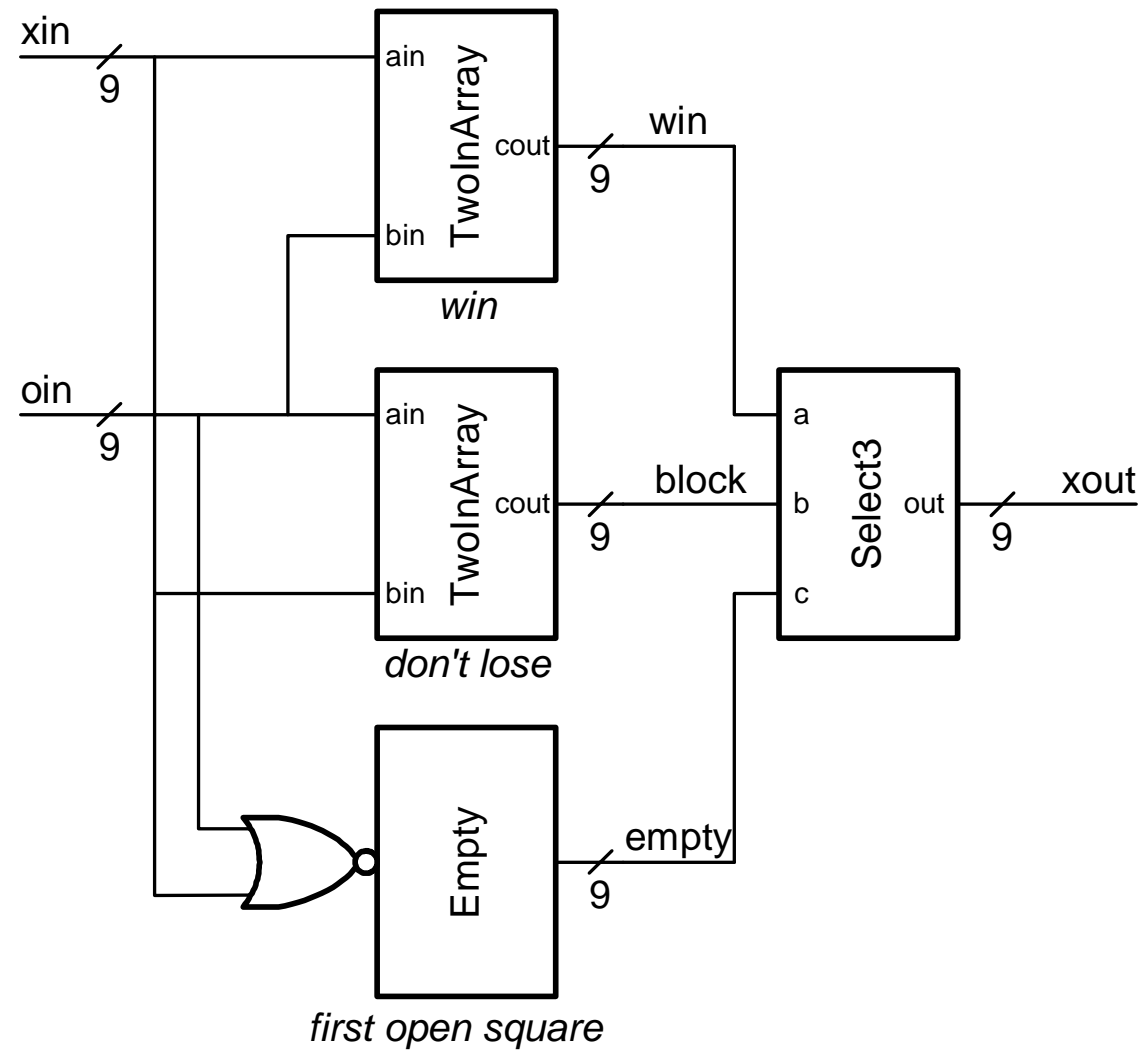 xin
9
ain
TwoInArray
cout
bin
win
9
win
oin
9
ain
TwoInArray
cout
bin
don't lose
block
9
a
b
c
Select3
out
xout
9
Empty
empty
9
first open square